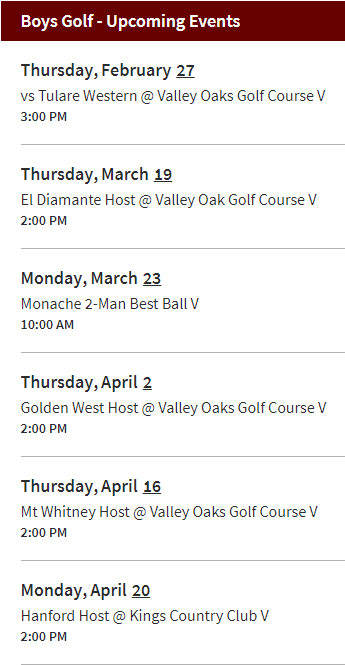 Boys Golf - Upcoming Events
Thursday, February 27
vs Tulare Western @ Valley Oaks Golf Course V
3:00 PM
Thursday, March 19
El Diamante Host @ Valley Oak Golf Course V
2:00 PM
Monday, March 23
Monache 2-Man Best Ball V
10:00 AM
Thursday, April 2
Golden West Host @ Valley Oaks Golf Course V
2:00 PM
Thursday, April 16
Mt Whitney Host @ Valley Oaks Golf Course V
2:00 PM
Monday, April 20
Hanford Host @ Kings Country Club V
2:00 PM